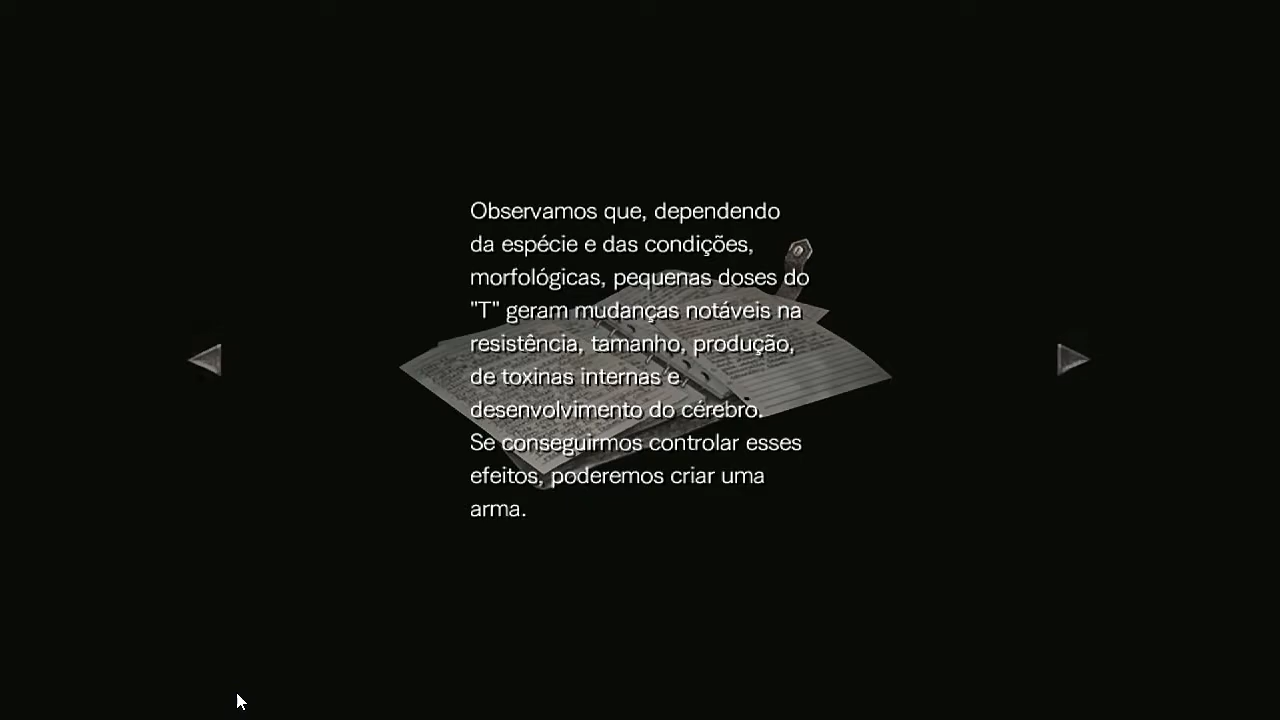 Observamos que, dependendo
da espécie e das condições,
morfológicas, pequenas doses do
"T" geram mudanças notáveis na
resistência, tamanho, produção,
de toxinas internas e
desenvolvimento do cérebro.
Se conseguirmos controlar esses
efeitos, poderemos criar uma
arma.